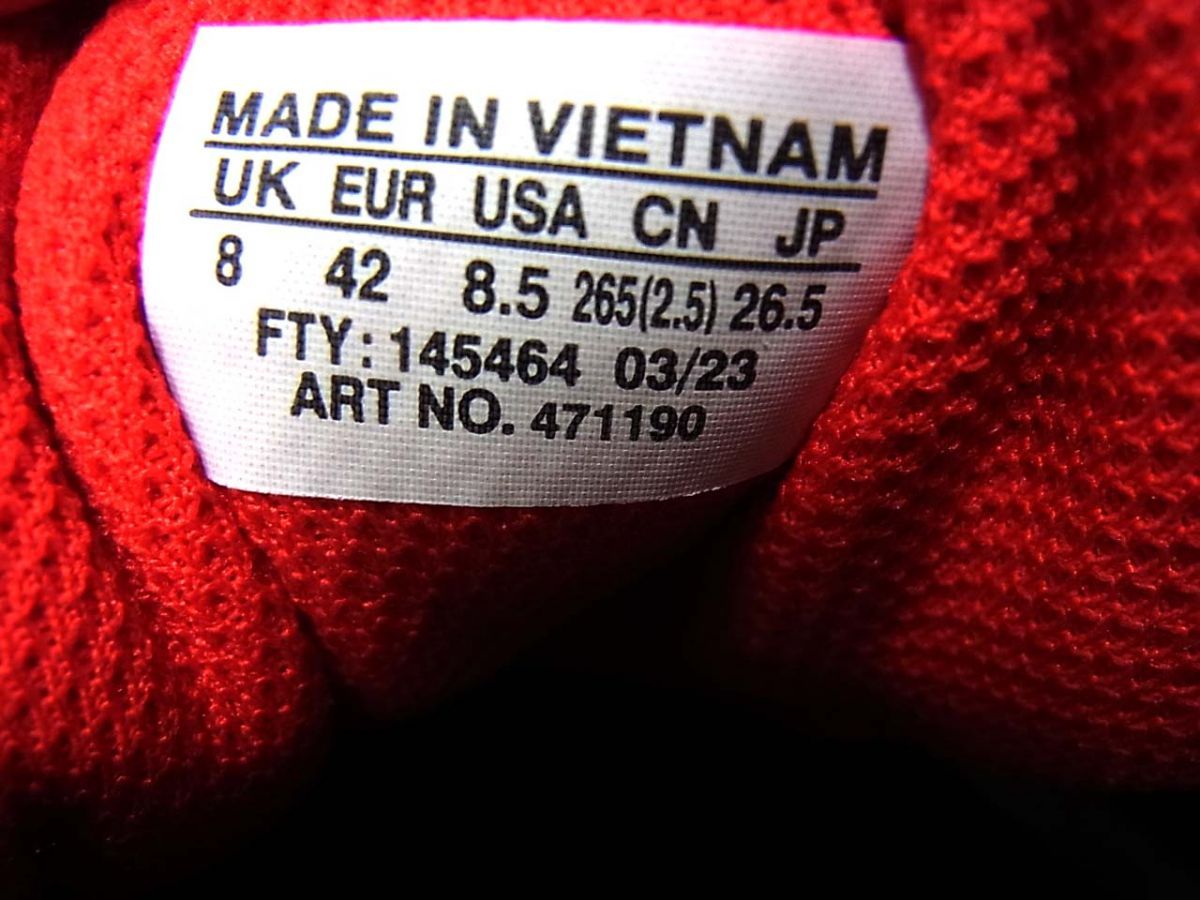 MADE IN VIETNAM
UK EUR USA CN JP
8 42 8.5 265(2.5) 26.5
FTY: 145464 03/23
ART NO. 471190